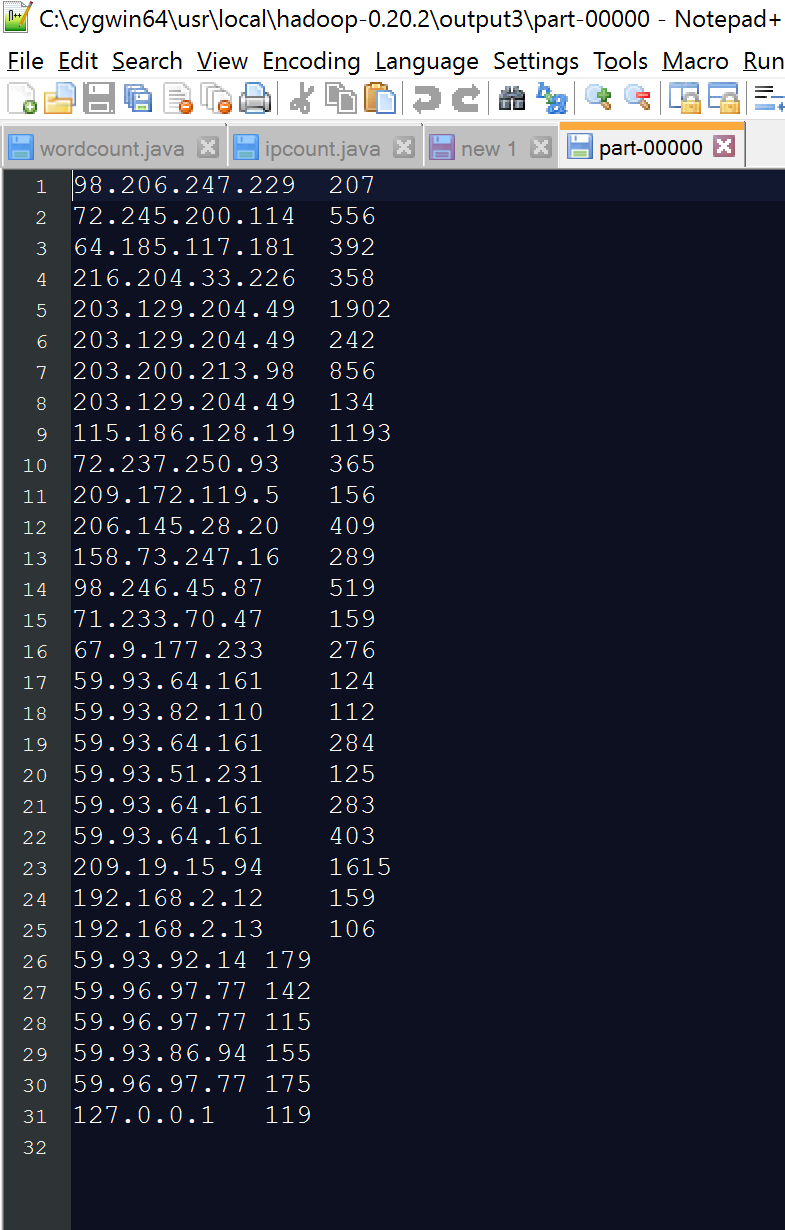 C:\cygwin64\usr\local\hadoop-0.20.2\output3\part-00000 - Notepad+
File Edit Search View Encoding Language Settings Tools Macro Run
wordcount.java ipcount.java new 1 part-00000
1 98.206.247.229 207
2 72.245.200.114 556
3 64.185.117.181 392
4 216.204.33.226 358
5 203.129.204.49 1902
6 203.129.204.49 242
7 203.200.213.98 856
8 203.129.204.49 134
9 115.186.128.19 1193
10 72.237.250.93 365
11 209.172.119.5 156
12 206.145.28.20 409
13 158.73.247.16 289
14 98.246.45.87 519
15 71.233.70.47 159
16 67.9.177.233 276
17 59.93.64.161 124
18 59.93.82.110 112
19 59.93.64.161 284
20 59.93.51.231 125
21 59.93.64.161 283
22 59.93.64.161 403
23 209.19.15.94 1615
24 192.168.2.12 159
25 192.168.2.13 106
26 59.93.92.14 179
27 59.96.97.77 142
28 59.96.97.77 115
29 59.93.86.94 155
30 59.96.97.77 175
31 127.0.0.1 119
32